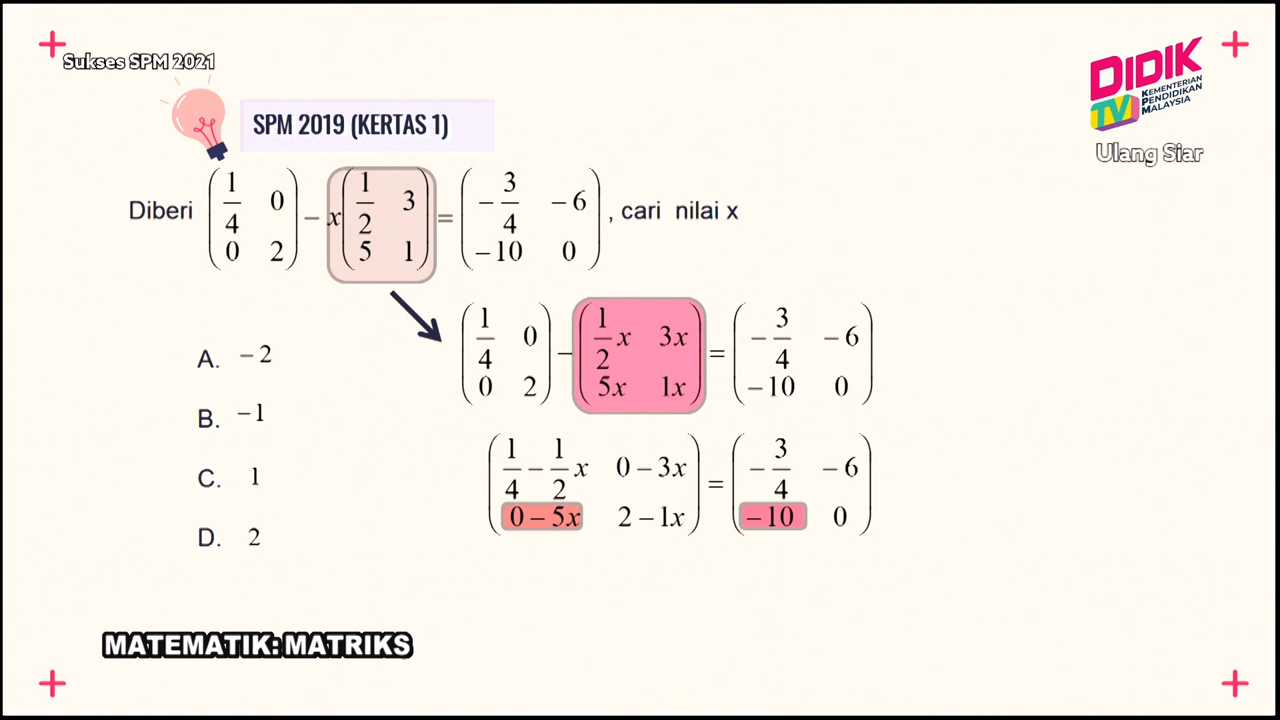 Sukses SPM 2021
DIDIK
TV
KEMENTERIAN
PENDIDIKAN
MALAYSIA
Ulang Siar
SPM 2019 (KERTAS 1)
Diberi (1/4 0; 0 2) − x(1/2 3; 5 1) = (−3/4 −6; −10 0), cari nilai x
(1/4 0; 0 2) − (1/2x 3x; 5x 1x) = (−3/4 −6; −10 0)
(1/4 − 1/2x 0 − 3x; 0 − 5x 2 − 1x) = (−3/4 −6; −10 0)
A. −2
B. −1
C. 1
D. 2
MATEMATIK: MATRIKS